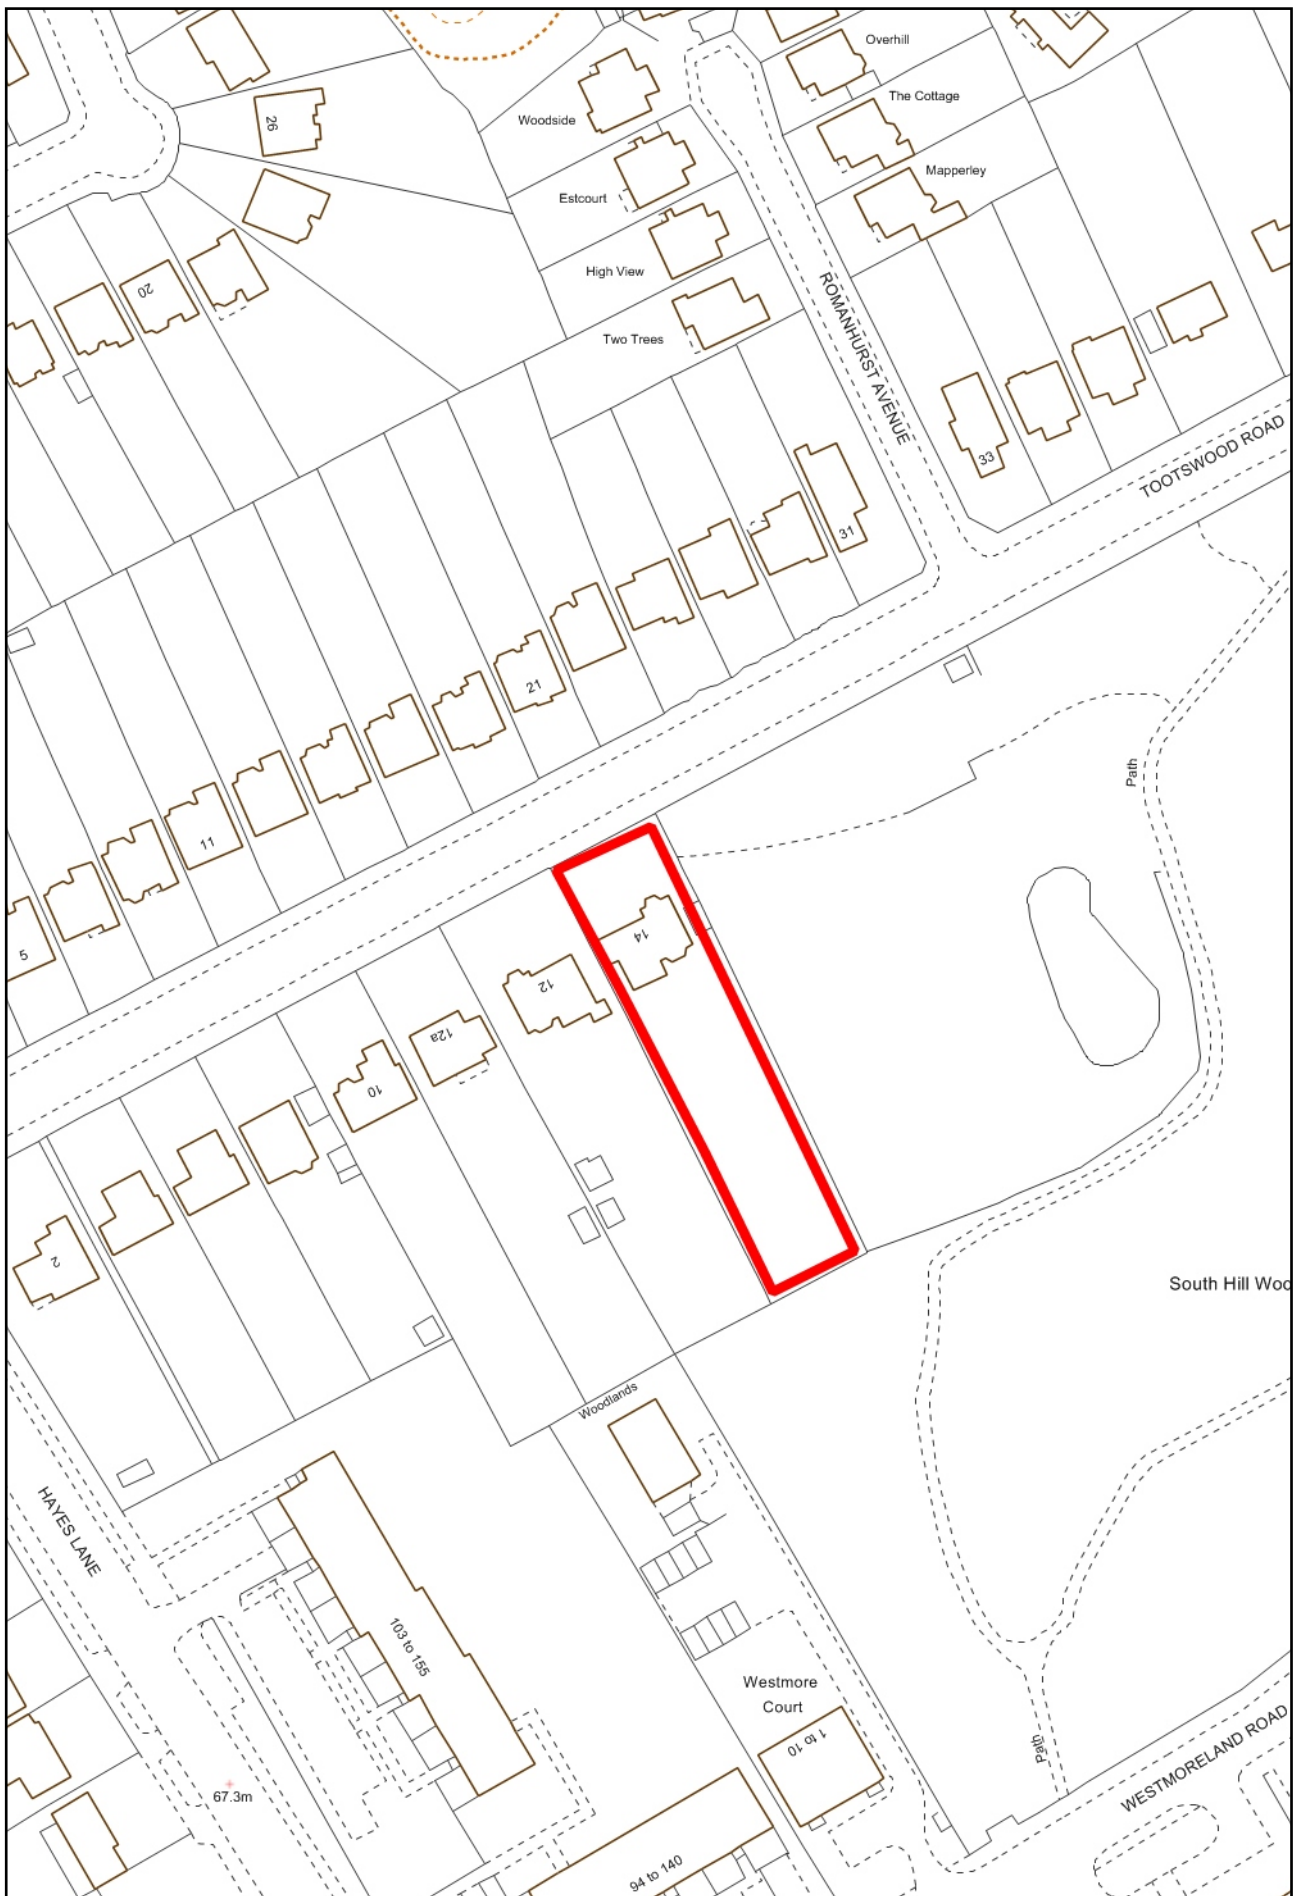 Overhill
The Cottage
26
Woodside
Mapperley
Estcourt
High View
20
Two Trees
ROMANHURST AVENUE
TOOTSWOOD ROAD
33
31
21
Path
11
14
5
12
12a
10
2
South Hill Woo
Woodlands
HAYES LANE
103 to 155
Westmore
Court
1 to 10
Path
WESTMORELAND ROAD
67.3m
94 to 140